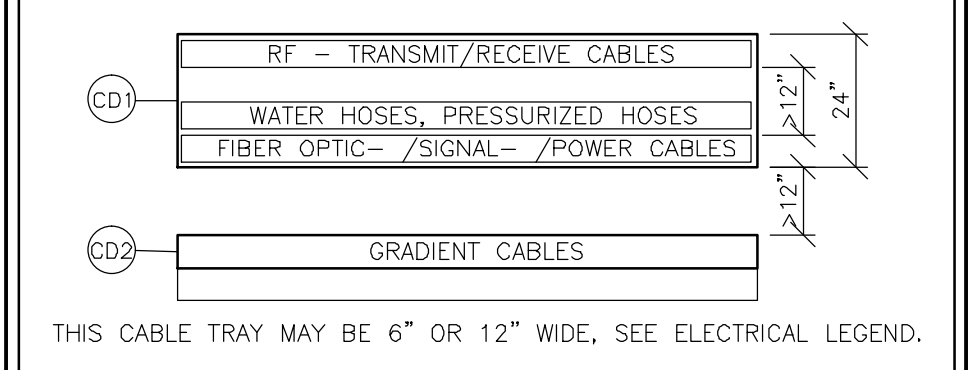 RF - TRANSMIT/RECEIVE CABLES
CD1
>12"
24"
WATER HOSES, PRESSURIZED HOSES
FIBER OPTIC- /SIGNAL- /POWER CABLES
>12"
CD2
GRADIENT CABLES
THIS CABLE TRAY MAY BE 6" OR 12" WIDE, SEE ELECTRICAL LEGEND.